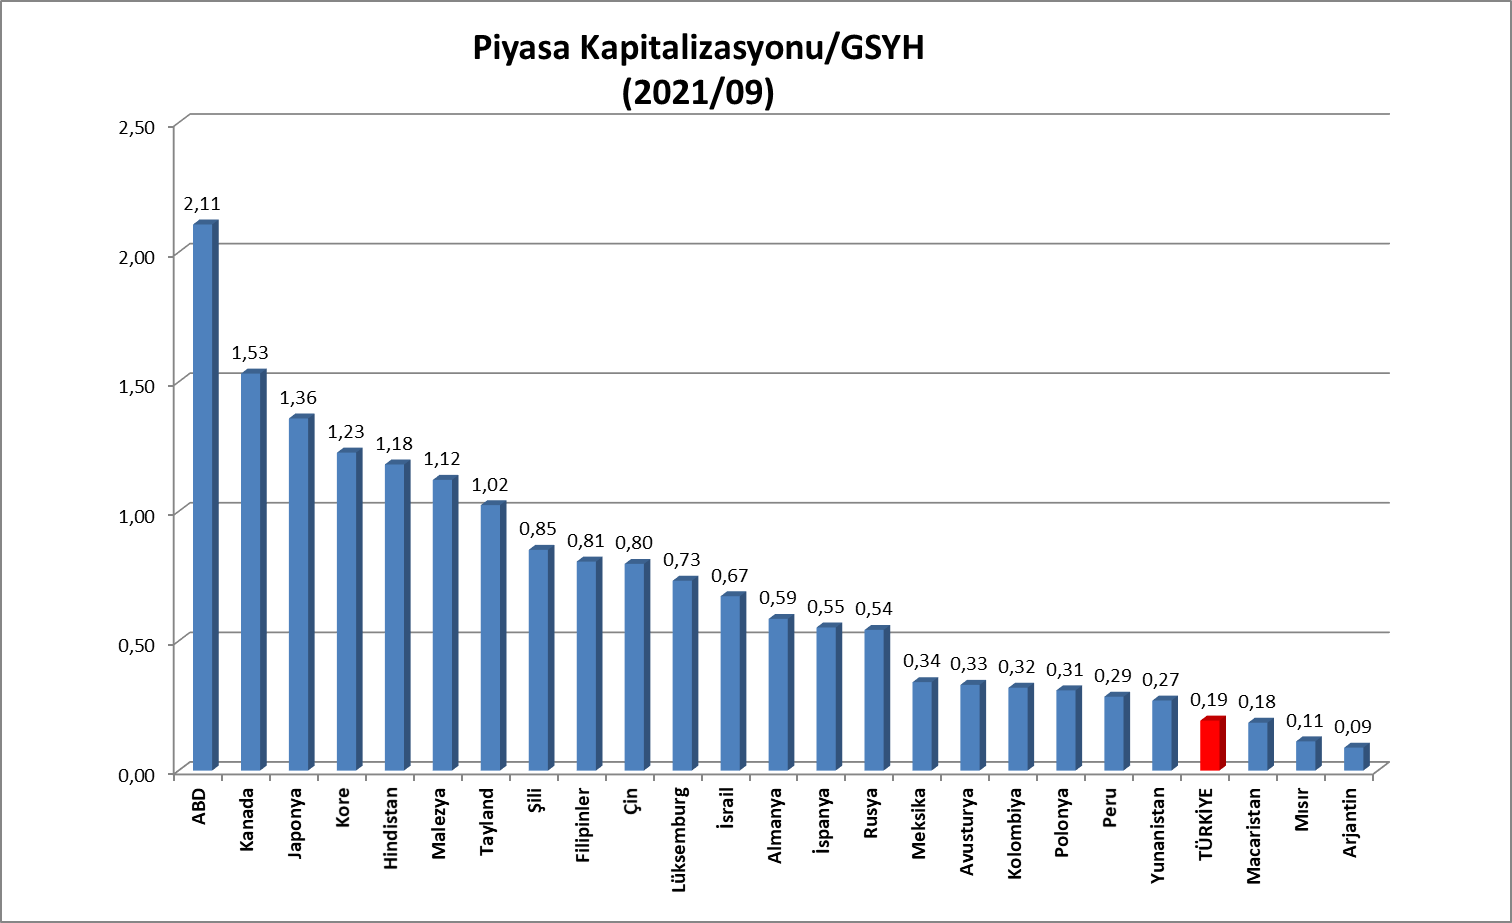 Piyasa Kapitalizasyonu/GSYH
(2021/09)
2,50
2,00
1,50
1,00
0,50
0,00
2,11
1,53
1,36
1,23
1,18
1,12
1,02
0,85
0,81
0,80
0,73
0,67
0,59
0,55
0,54
0,34
0,33
0,32
0,31
0,29
0,27
0,19
0,18
0,11
0,09
ABD
Kanada
Japonya
Kore
Hindistan
Malezya
Tayland
Şili
Filipinler
Çin
Lüksemburg
İsrail
Almanya
İspanya
Rusya
Meksika
Avusturya
Kolombiya
Polonya
Peru
Yunanistan
TÜRKİYE
Macaristan
Mısır
Arjantin